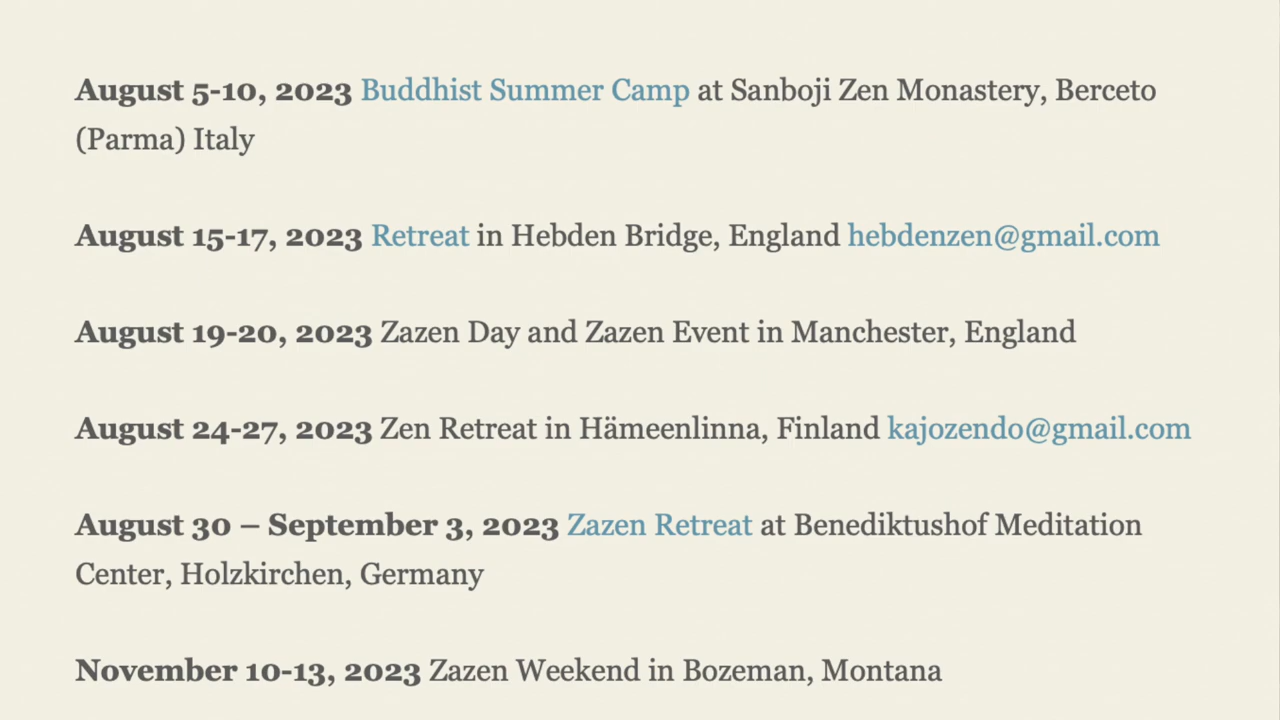 August 5-10, 2023 Buddhist Summer Camp at Sanboji Zen Monastery, Berceto
(Parma) Italy
August 15-17, 2023 Retreat in Hebden Bridge, England hebdenzen@gmail.com
August 19-20, 2023 Zazen Day and Zazen Event in Manchester, England
August 24-27, 2023 Zen Retreat in Hämeenlinna, Finland kajozendo@gmail.com
August 30 – September 3, 2023 Zazen Retreat at Benediktushof Meditation
Center, Holzkirchen, Germany
November 10-13, 2023 Zazen Weekend in Bozeman, Montana